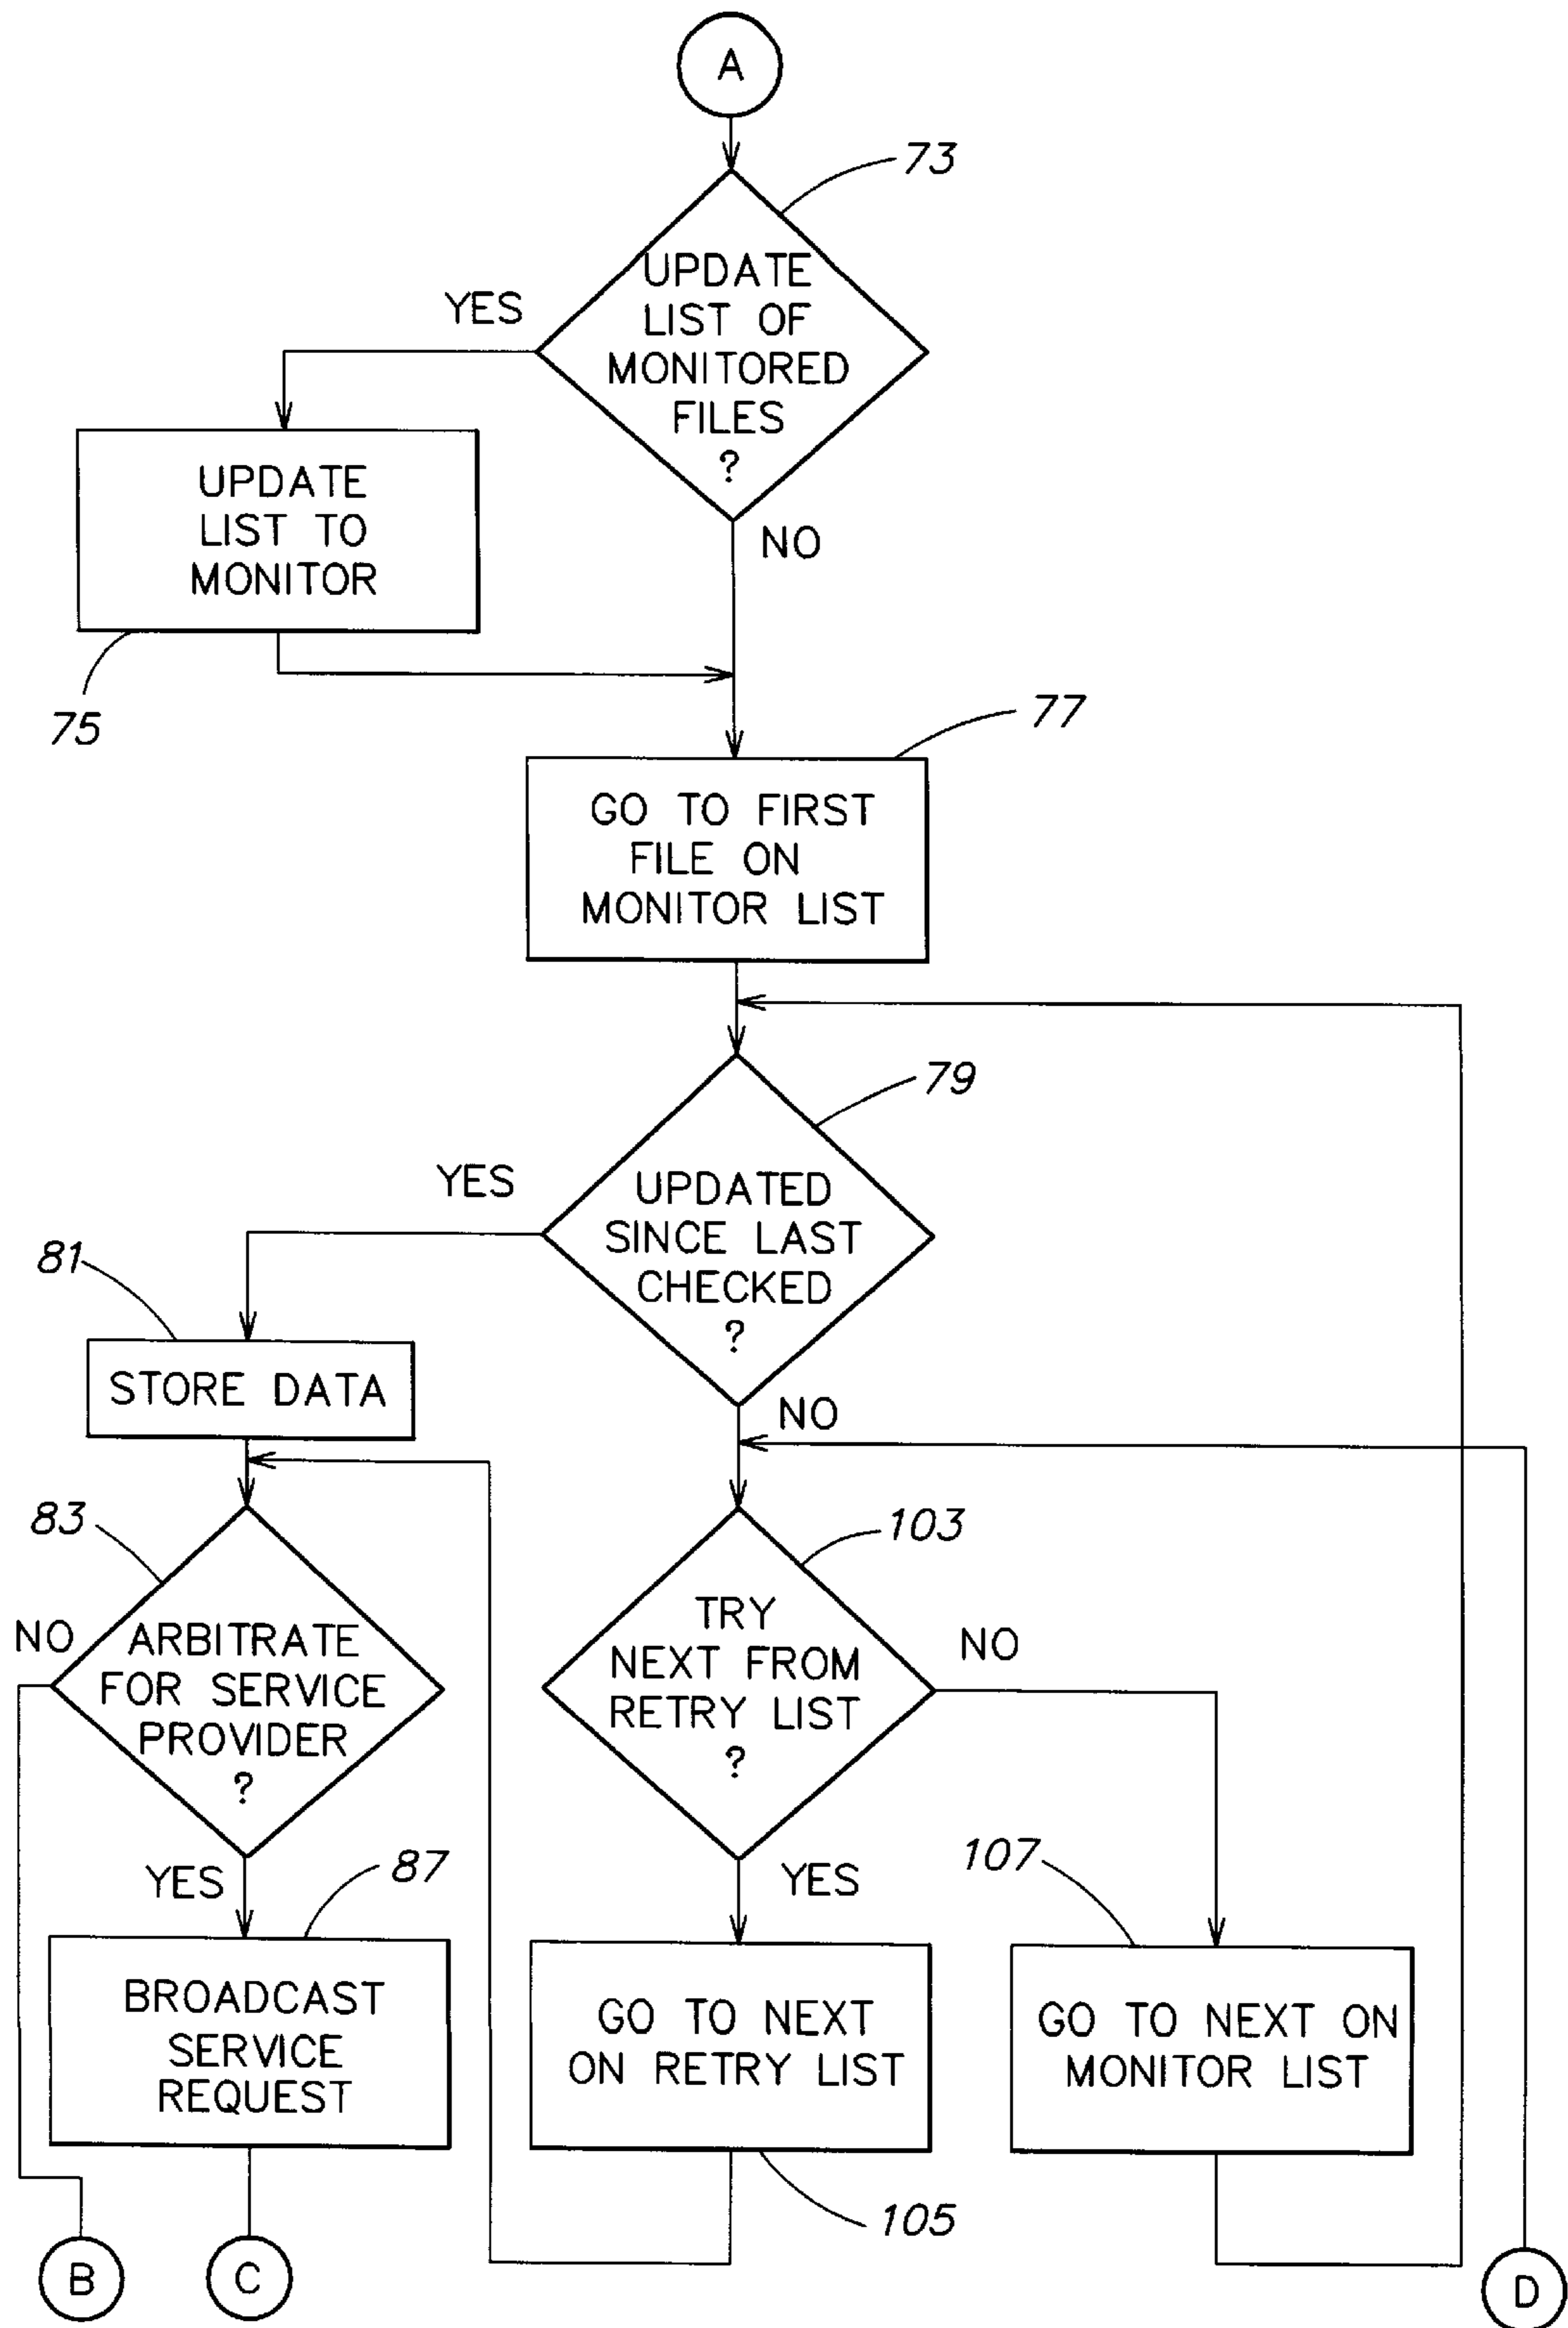 A
73
UPDATE
LIST OF
MONITORED
FILES
?
YES
NO
UPDATE
LIST TO
MONITOR
75
77
GO TO FIRST
FILE ON
MONITOR LIST
79
UPDATED
SINCE LAST
CHECKED
?
YES
NO
81
STORE DATA
83
ARBITRATE
FOR SERVICE
PROVIDER
?
NO
YES
87
BROADCAST
SERVICE
REQUEST
103
TRY
NEXT FROM
RETRY LIST
?
NO
YES
GO TO NEXT
ON RETRY LIST
105
107
GO TO NEXT ON
MONITOR LIST
B
C
D